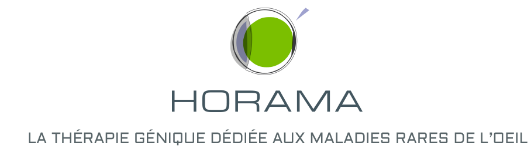 HORAMA
LA THÉRAPIE GÉNIQUE DÉDIÉE AUX MALADIES RARES DE L'OEIL